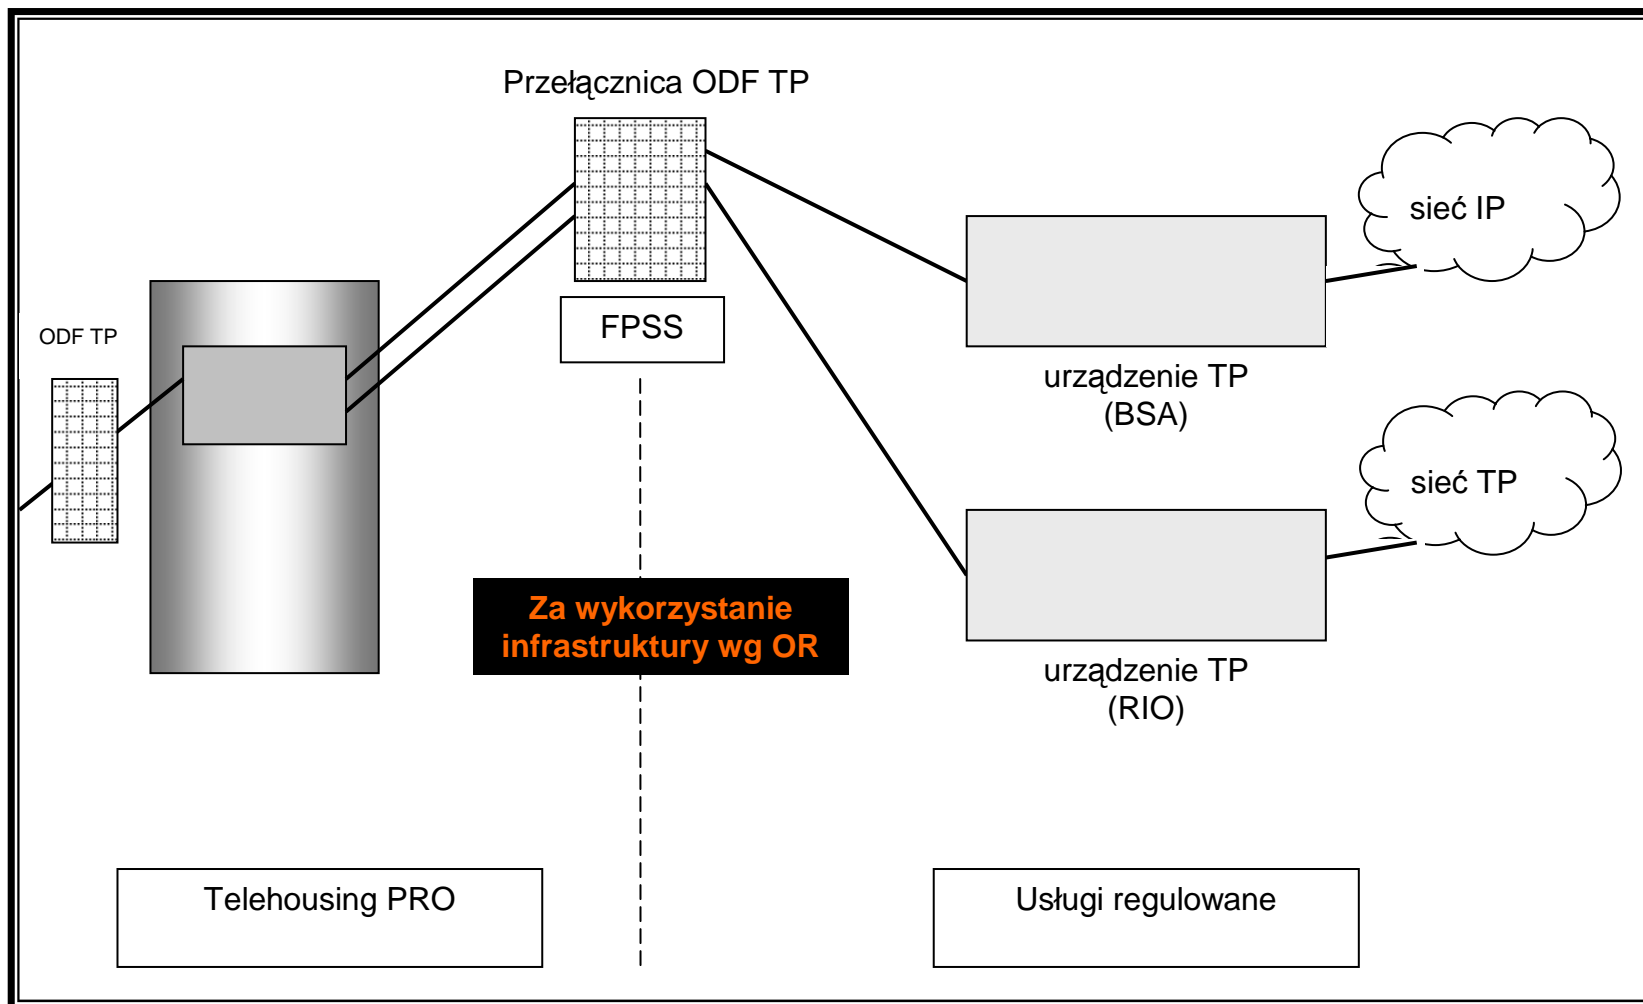 Przełącznica ODF TP
sieć IP
FPSS
ODF TP
urządzenie TP
(BSA)
sieć TP
Za wykorzystanie
infrastruktury wg OR
urządzenie TP
(RIO)
Telehousing PRO
Usługi regulowane